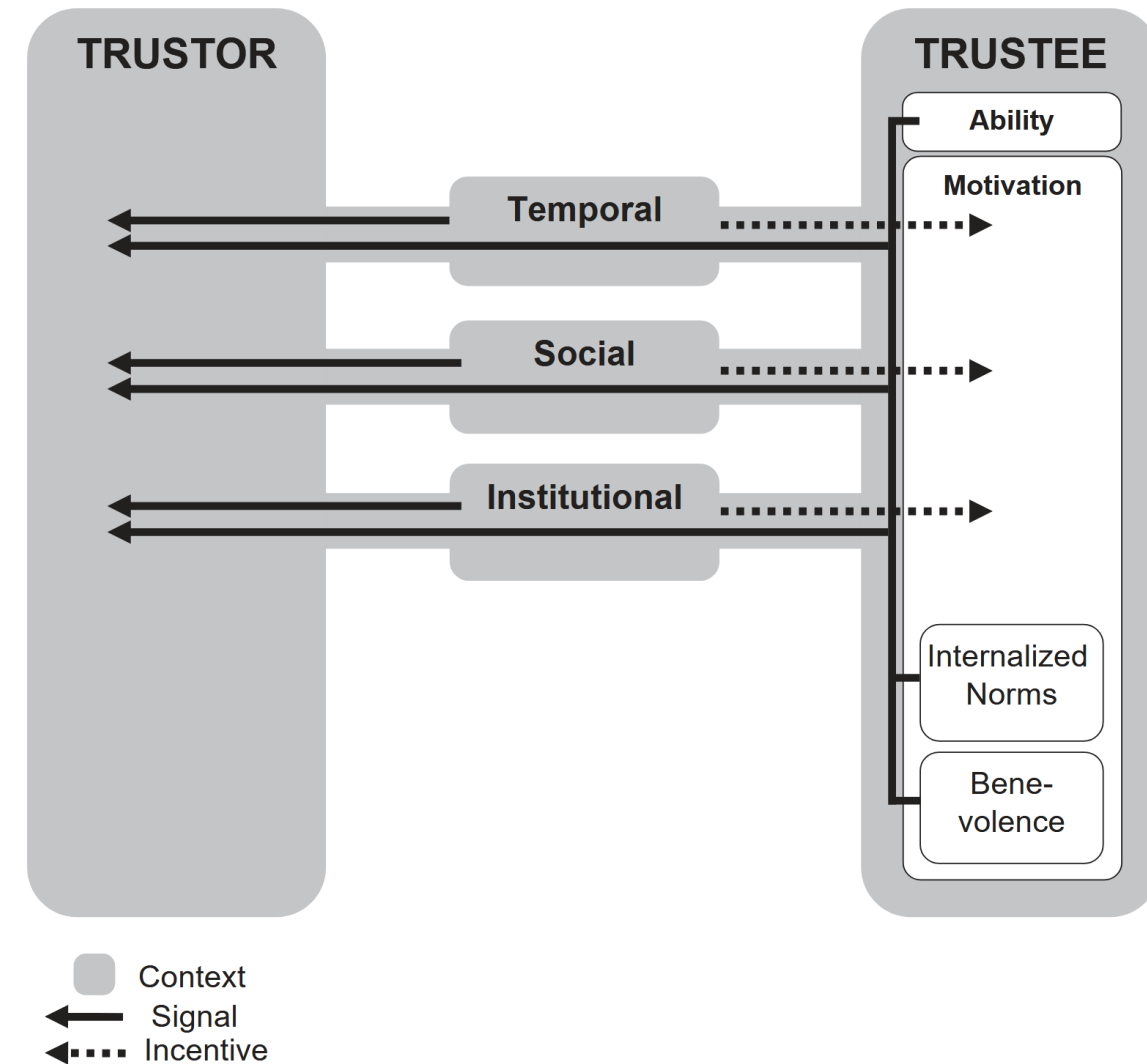 TRUSTOR
TRUSTEE
Ability
Motivation
Temporal
Social
Institutional
Internalized
Norms
Bene-
volence
Context
Signal
Incentive